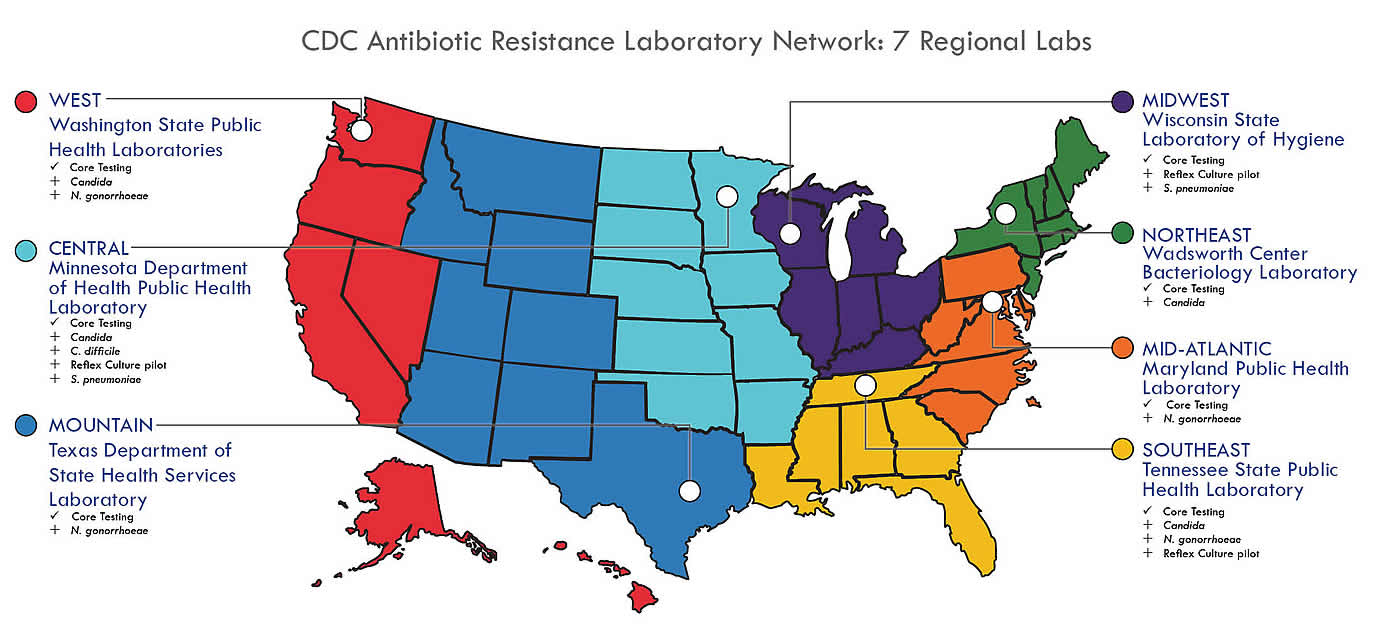 CDC Antibiotic Resistance Laboratory Network: 7 Regional Labs
WEST
Washington State Public
Health Laboratories
✓ Core Testing
+ Candida
+ N. gonorrhoeae
CENTRAL
Minnesota Department
of Health Public Health
Laboratory
✓ Core Testing
+ Candida
+ C. difficile
+ Reflex Culture pilot
+ S. pneumoniae
MOUNTAIN
Texas Department of
State Health Services
Laboratory
✓ Core Testing
+ N. gonorrhoeae
MIDWEST
Wisconsin State
Laboratory of Hygiene
✓ Core Testing
+ Reflex Culture pilot
+ S. pneumoniae
NORTHEAST
Wadsworth Center
Bacteriology Laboratory
✓ Core Testing
+ Candida
MID-ATLANTIC
Maryland Public Health
Laboratory
✓ Core Testing
+ N. gonorrhoeae
SOUTHEAST
Tennessee State Public
Health Laboratory
✓ Core Testing
+ Candida
+ N. gonorrhoeae
+ Reflex Culture pilot